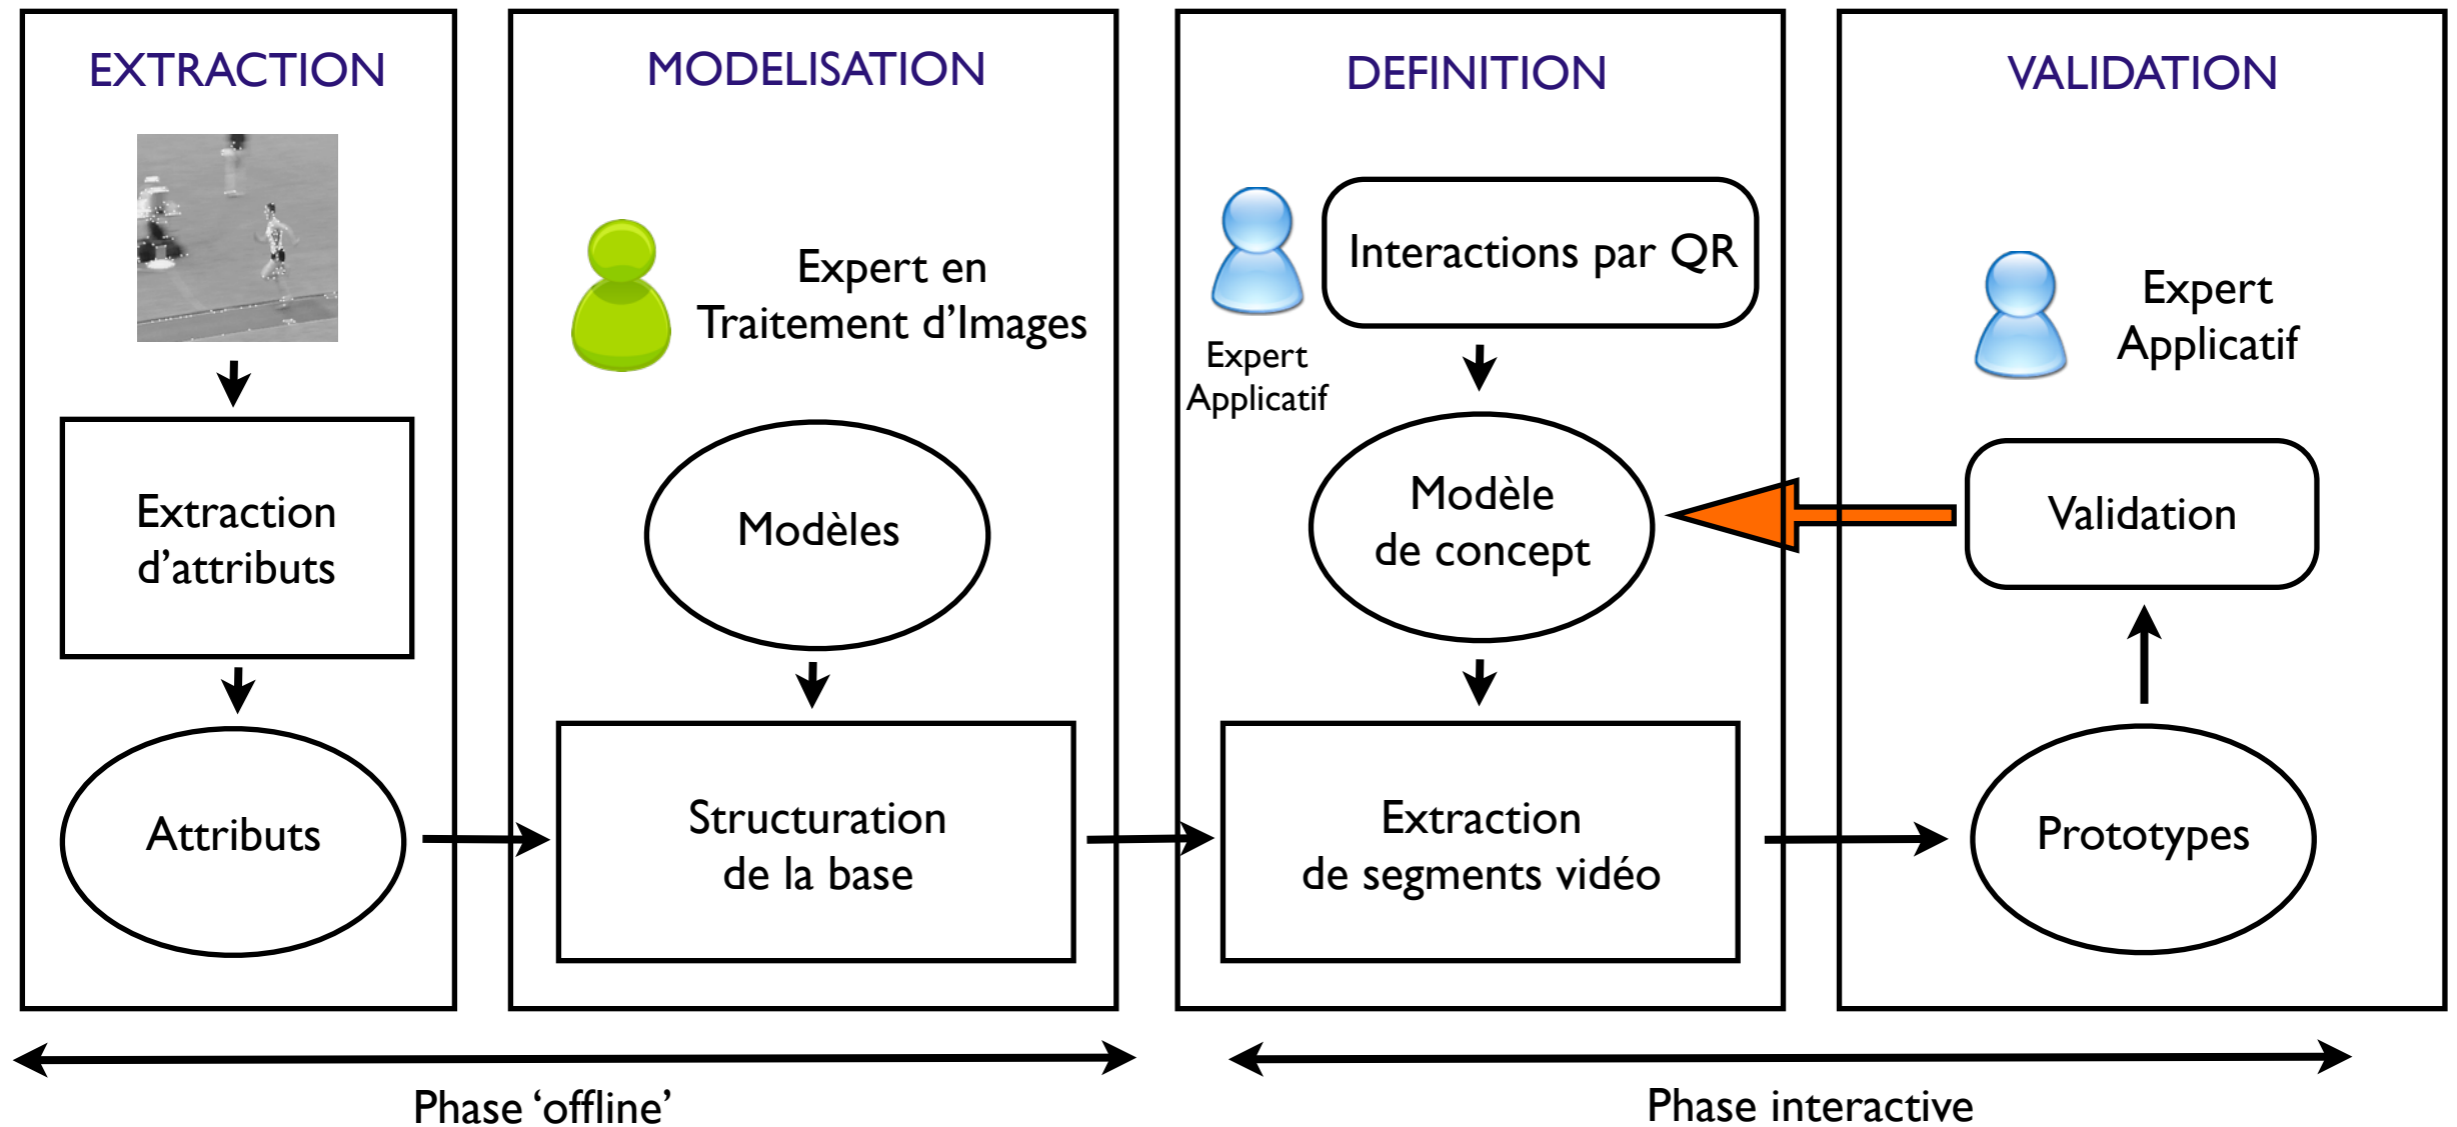 EXTRACTION
Extraction
d'attributs
Attributs
MODELISATION
Expert en
Traitement d'Images
Modèles
Structuration
de la base
DEFINITION
Interactions par QR
Expert
Applicatif
Modèle
de concept
Extraction
de segments vidéo
VALIDATION
Expert
Applicatif
Validation
Prototypes
Phase ‘offline’
Phase interactive